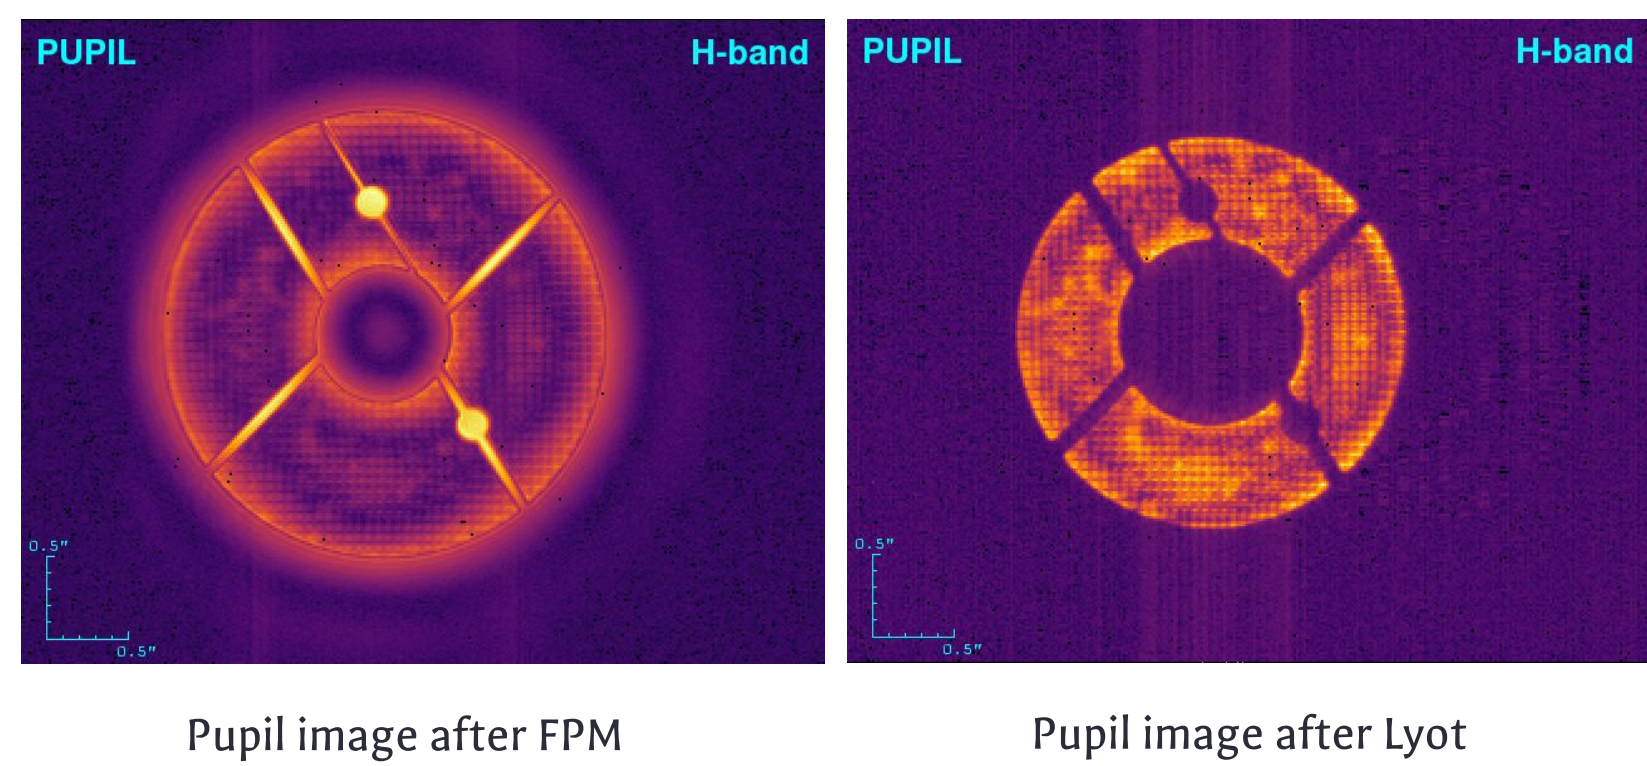 PUPIL H-band
0.5"
0.5"
Pupil image after FPM
PUPIL H-band
0.5"
0.5"
Pupil image after Lyot